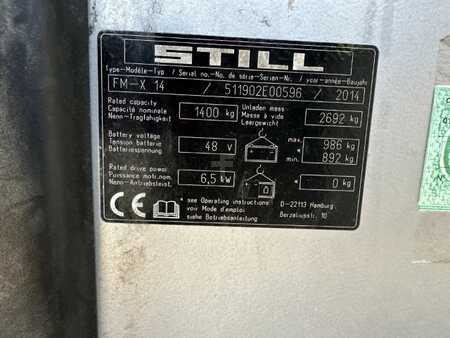 STILL
Type-Modèle-Typ / Serial no.-No. de série-Serien-Nr. / year-année-Baujahr
FM-X 14 / 511902E00596 / 2014
Rated capacity
Capacité nominale
Nenn-Tragfähigkeit
1400 kg
Unladen mass
Masse à vide
Leergewicht
2692 kg
Battery voltage
Tension batterie
Batteriespannung
48 V
max. 986 kg
min. 892 kg
Rated drive power
Puissance motr.nom.
Nenn-Antriebsleist.
6,5 kW
* 0 kg
CE
* see Operating instructions
voir Mode d'emploi
siehe Betriebsanleitung
D-22113 Hamburg
Berzeliusstr. 10